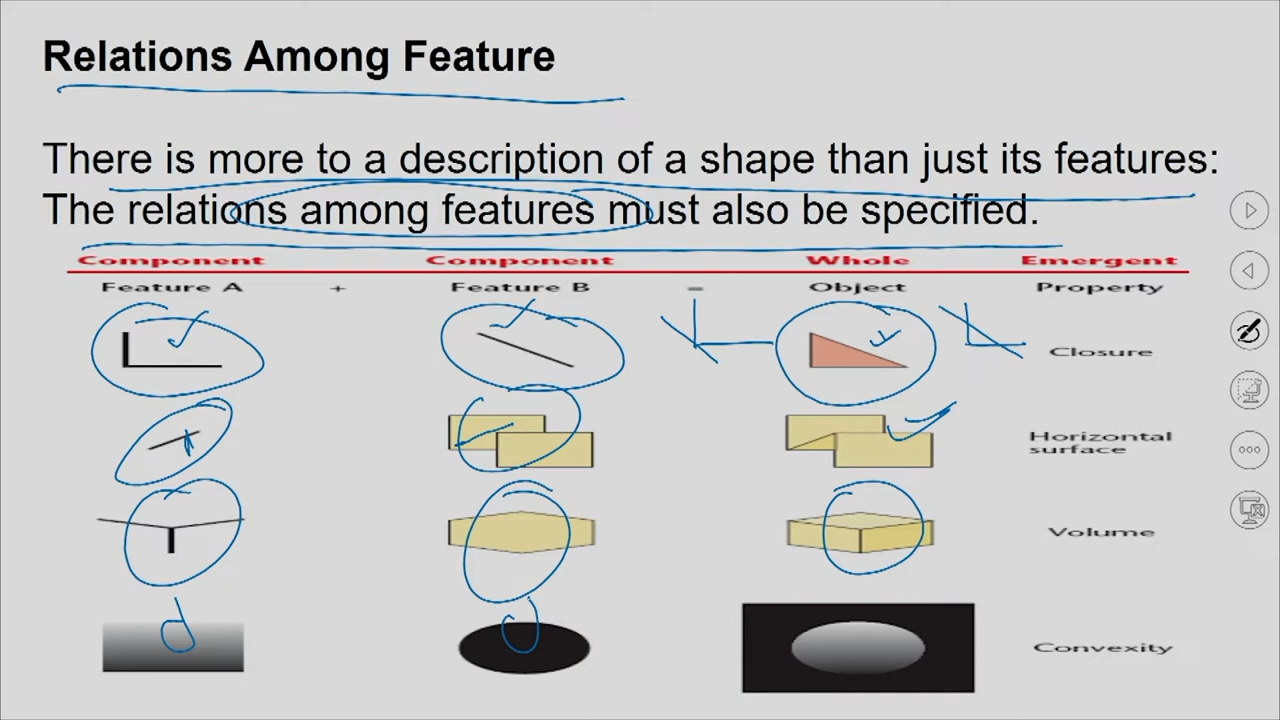 Relations Among Feature
There is more to a description of a shape than just its features:
The relations among features must also be specified.
Component Component Whole Emergent
Feature A + Feature B = Object Property
Closure
Horizontal
surface
Volume
Convexity